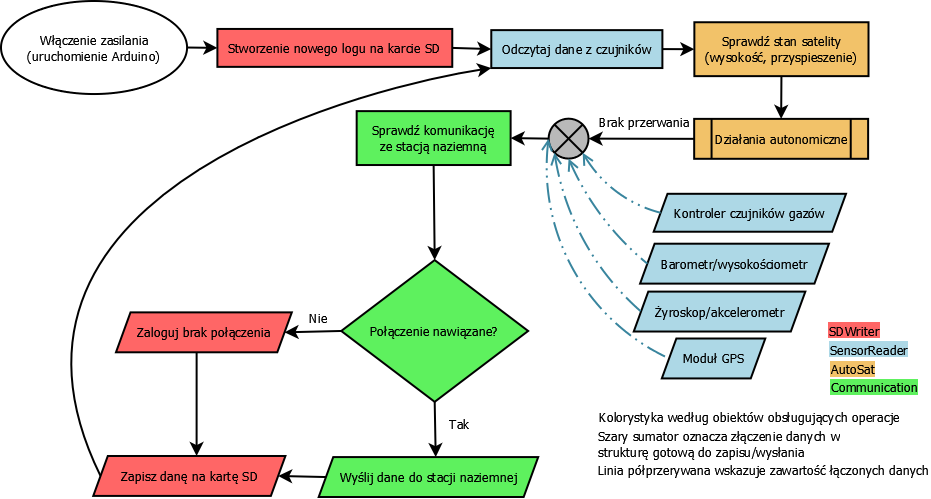 Włączenie zasilania
(uruchomienie Arduino)
Stworzenie nowego logu na karcie SD
Odczytaj dane z czujników
Sprawdź stan satelity
(wysokość, przyspieszenie)
Brak przerwania
Działania autonomiczne
Sprawdź komunikację
ze stacją naziemną
Kontroler czujników gazów
Barometr/wysokościometr
Żyroskop/akcelerometr
Moduł GPS
Połączenie nawiązane?
Nie
Zaloguj brak połączenia
Tak
Zapisz danę na kartę SD
Wyślij dane do stacji naziemnej
SDWriter
SensorReader
AutoSat
Communication
Kolorystyka według obiektów obsługujących operacje
Szary sumator oznacza złączenie danych w
strukturę gotową do zapisu/wysłania
Linia półprzerywana wskazuje zawartość łączonych danych